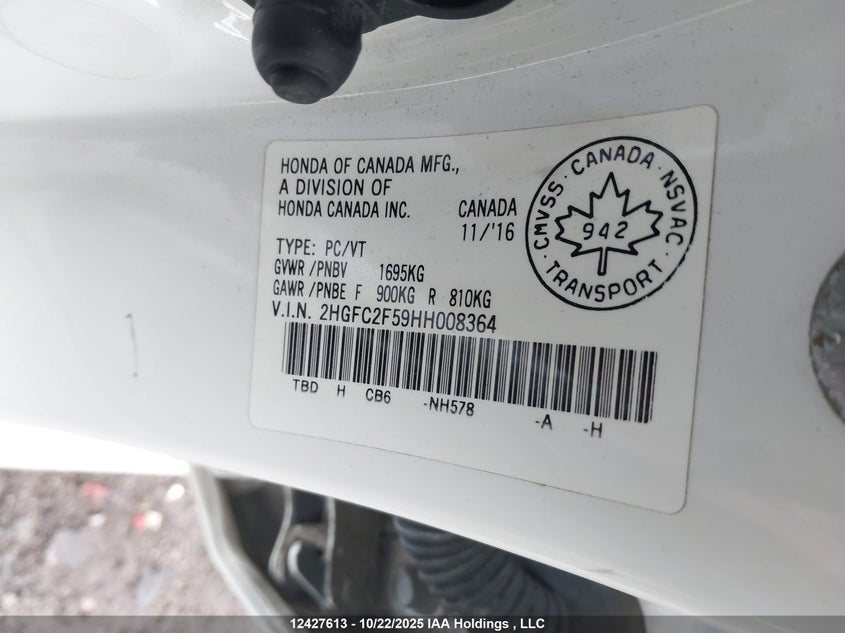 HONDA OF CANADA MFG.,
A DIVISION OF
HONDA CANADA INC. CANADA
11/'16
TYPE: PC/VT
GVWR /PNBV 1695KG
GAWR /PNBE F 900KG R 810KG
V.I.N. 2HGFC2F59HH008364
TBD H CB6 -NH578 -A -H
CMVSS · CANADA · NSVAC · TRANSPORT ·
942
12427613 - 10/22/2025 IAA Holdings , LLC